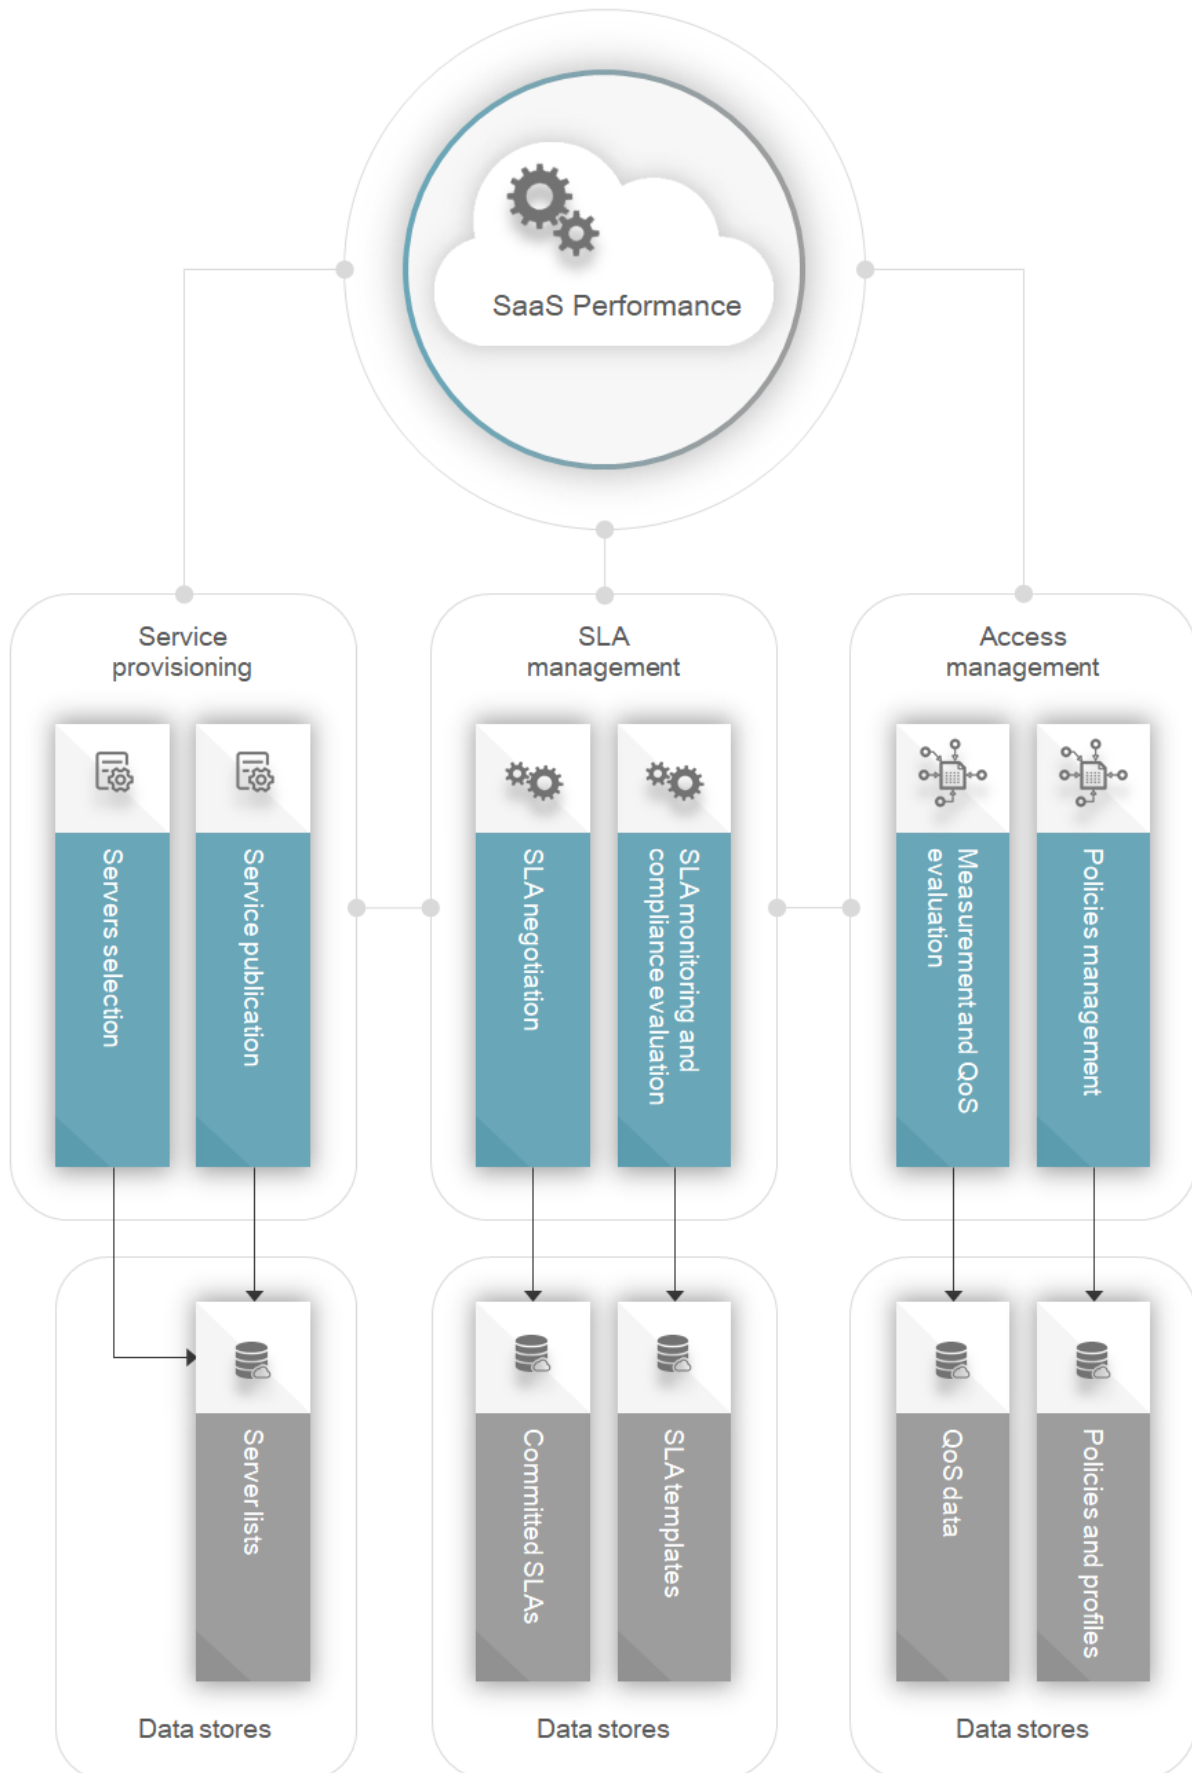 SaaS Performance
Service
provisioning
Servers selection
Service publication
SLA
management
SLA negotiation
SLA monitoring and
compliance evaluation
Access
management
Measurement and QoS
evaluation
Policies management
Server lists
Data stores
Committed SLAs
SLA templates
Data stores
QoS data
Policies and profiles
Data stores